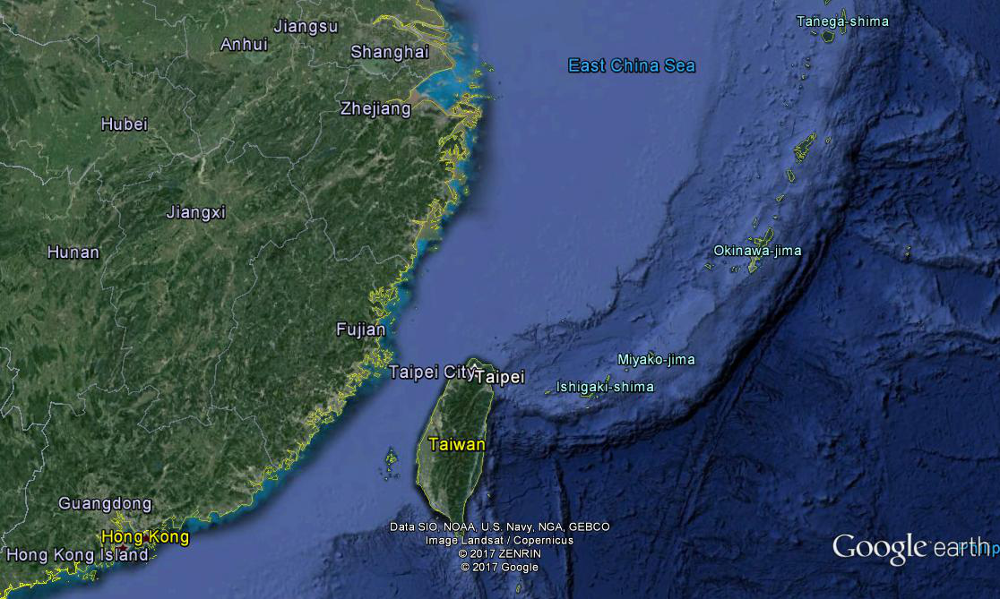 Tanega-shima
Jiangsu
Anhui
Shanghai
East China Sea
Zhejiang
Hubei
Jiangxi
Hunan
Okinawa-jima
Fujian
Miyako-jima
Taipei City
Taipei
Ishigaki-shima
Taiwan
Guangdong
Data SIO, NOAA, U.S. Navy, NGA, GEBCO
Image Landsat / Copernicus
Hong Kong
Hong Kong Island
© 2017 ZENRIN
© 2017 Google
Google earth